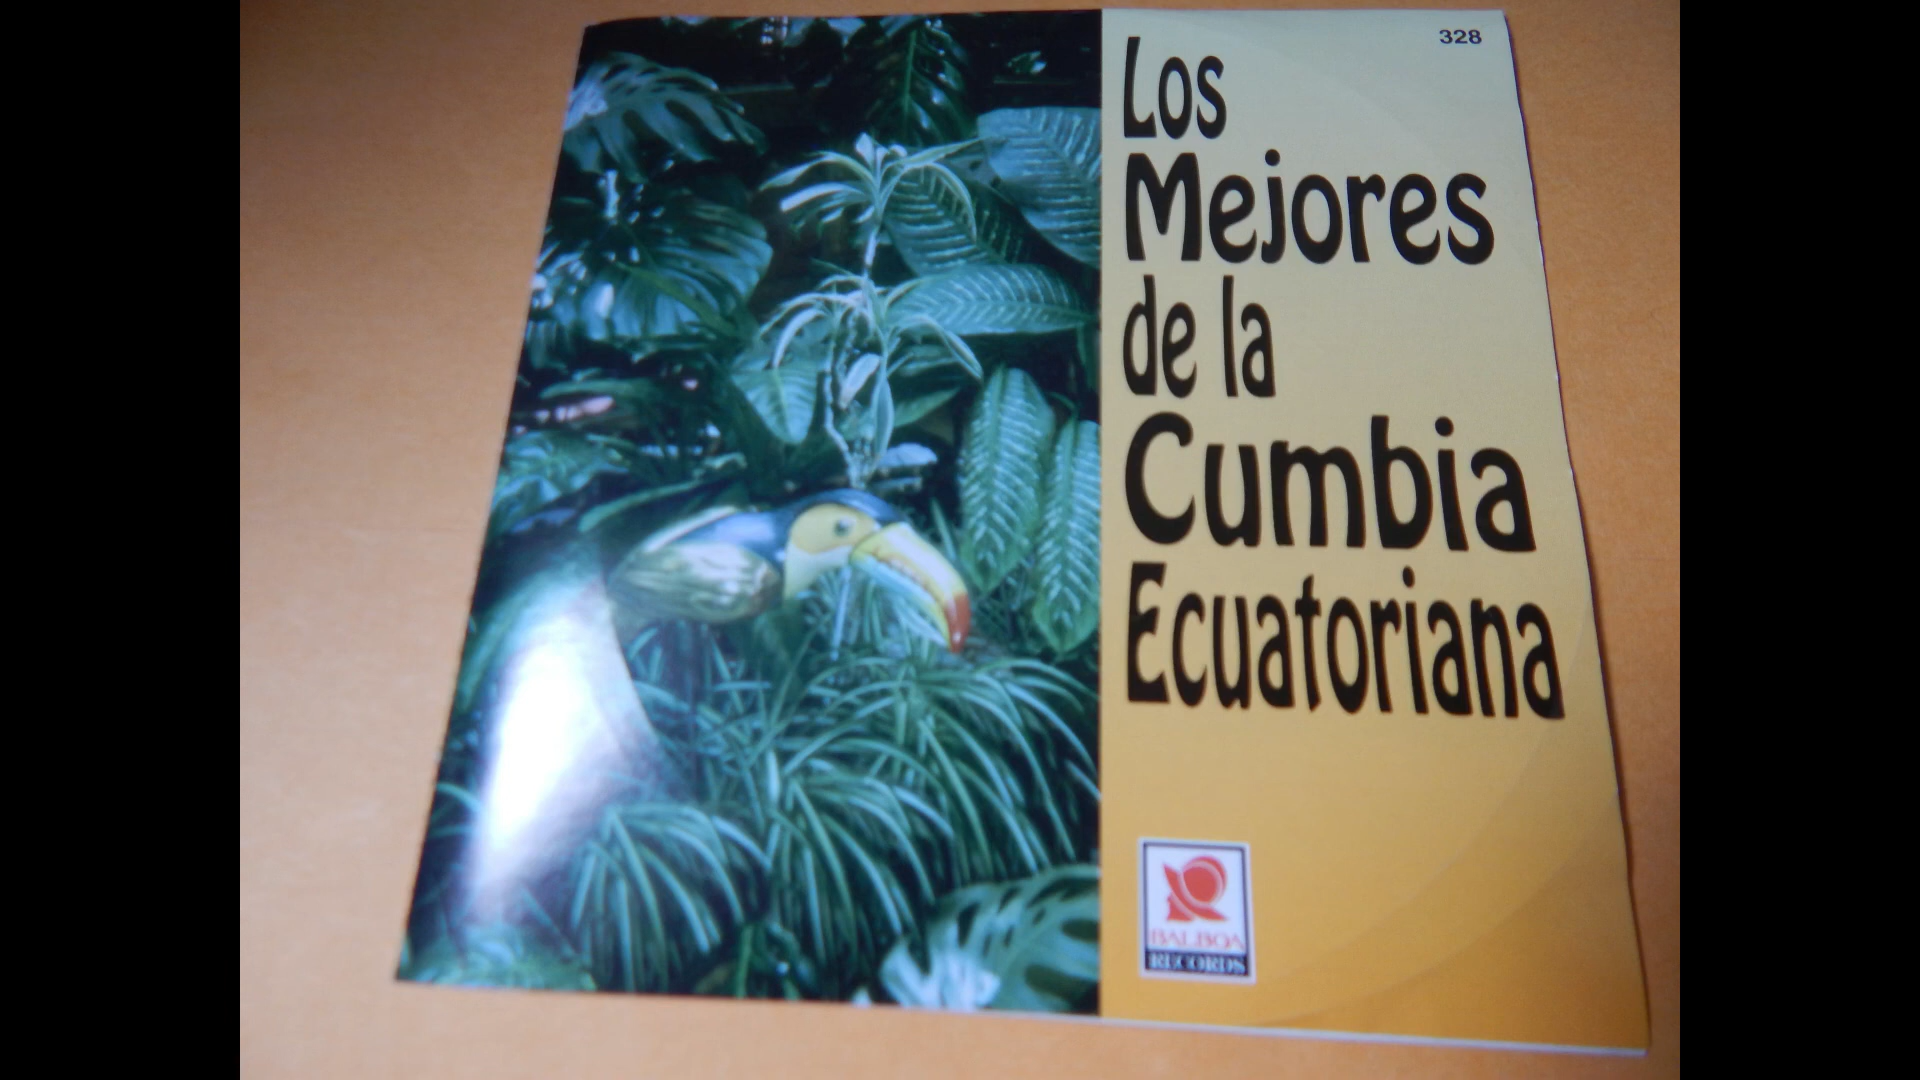 328
Los
Mejores
de la
Cumbia
Ecuatoriana
BALBOA
RECORDS